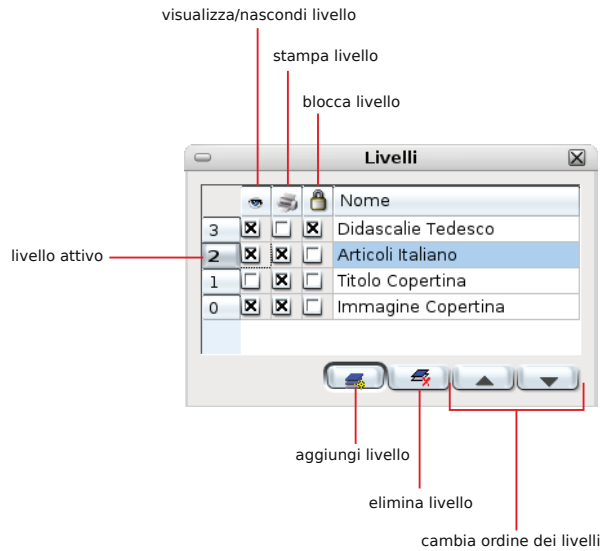 visualizza/nascondi livello
stampa livello
blocca livello
Livelli
Nome
3 Didascalie Tedesco
livello attivo
2 Articoli Italiano
1 Titolo Copertina
0 Immagine Copertina
aggiungi livello
elimina livello
cambia ordine dei livelli